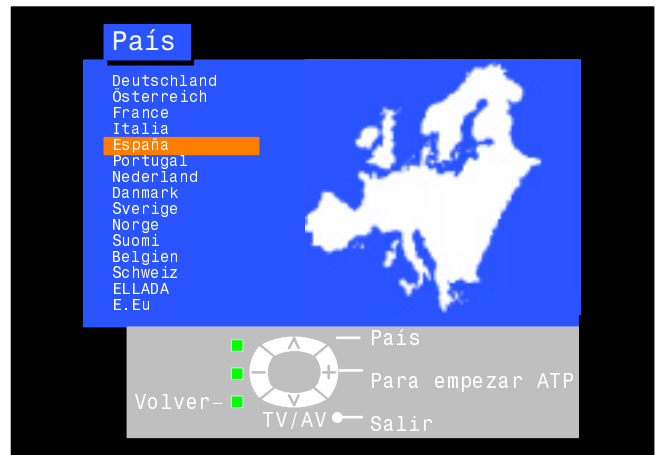 País
Deutschland
Österreich
France
Italia
España
Portugal
Nederland
Danmark
Sverige
Norge
Suomi
Belgien
Schweiz
ELLADA
E.Eu
País
Para empezar ATP
Volver-
TV/AV
Salir